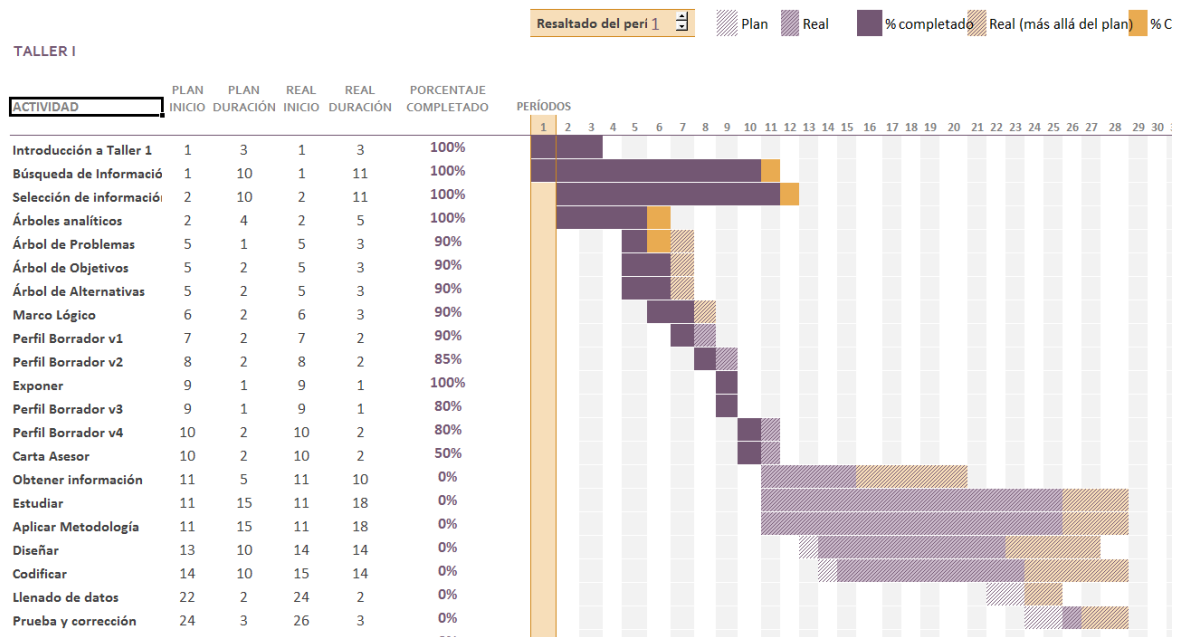 Resaltado del perí 1 Plan Real % completado Real (más allá del plan) % C
TALLER I
PLAN PLAN REAL REAL PORCENTAJE
ACTIVIDAD INICIO DURACIÓN INICIO DURACIÓN COMPLETADO PERÍODOS
1 2 3 4 5 6 7 8 9 10 11 12 13 14 15 16 17 18 19 20 21 22 23 24 25 26 27 28 29 30
Introducción a Taller 1 1 3 1 3 100%
Búsqueda de Informació 1 10 1 11 100%
Selección de informació 2 10 2 11 100%
Árboles analíticos 2 4 2 5 100%
Árbol de Problemas 5 1 5 3 90%
Árbol de Objetivos 5 2 5 3 90%
Árbol de Alternativas 5 2 5 3 90%
Marco Lógico 6 2 6 3 90%
Perfil Borrador v1 7 2 7 2 90%
Perfil Borrador v2 8 2 8 2 85%
Exponer 9 1 9 1 100%
Perfil Borrador v3 9 1 9 1 80%
Perfil Borrador v4 10 2 10 2 80%
Carta Asesor 10 2 10 2 50%
Obtener información 11 5 11 10 0%
Estudiar 11 15 11 18 0%
Aplicar Metodología 11 15 11 18 0%
Diseñar 13 10 14 14 0%
Codificar 14 10 15 14 0%
Llenado de datos 22 2 24 2 0%
Prueba y corrección 24 3 26 3 0%